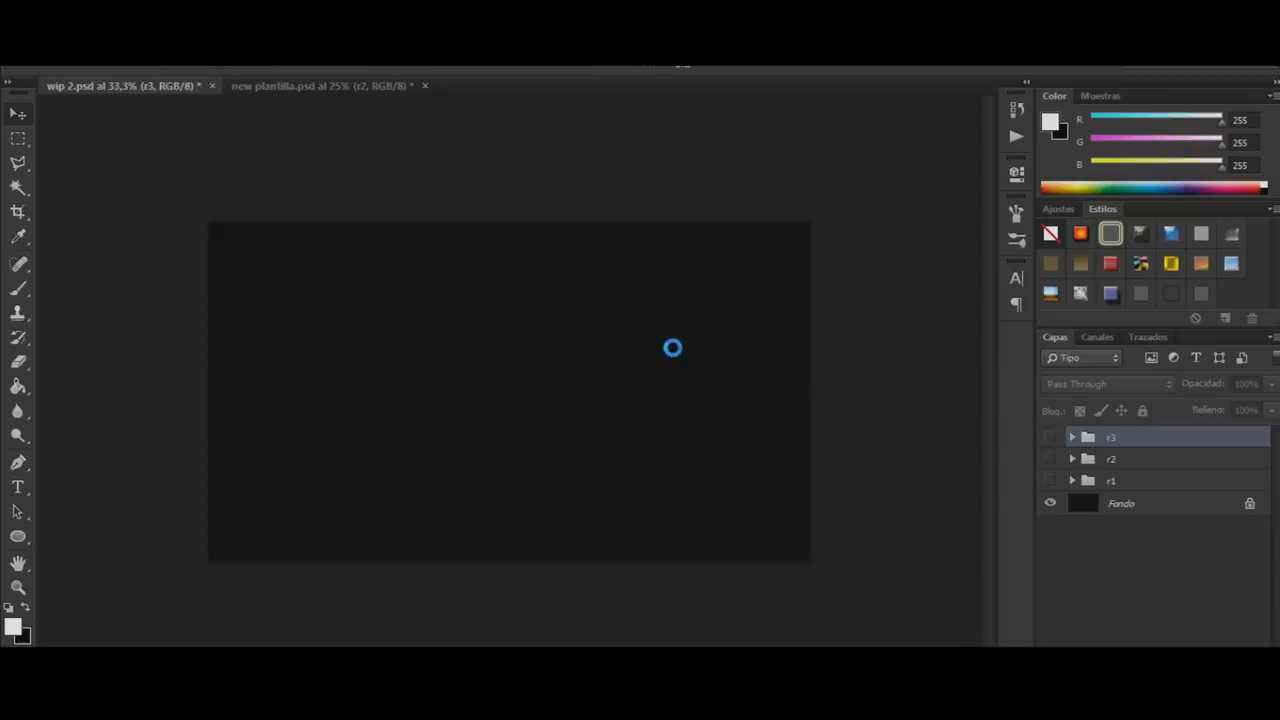 wip 2.psd al 33,3% (r3, RGB/8) *
new plantilla.psd al 25% (r2, RGB/8) *
Color
Muestras
R
255
G
255
B
255
Ajustes
Estilos
Capas
Canales
Trazados
Tipo
Pass Through
Opacidad:
100%
Bloq.:
Relleno:
100%
r3
r2
r1
Fondo